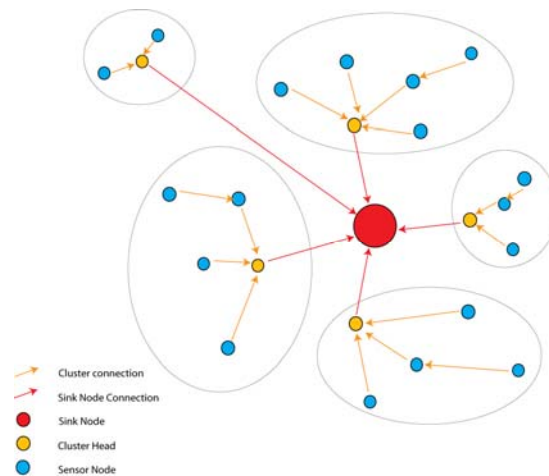 Cluster connection
Sink Node Connection
Sink Node
Cluster Head
Sensor Node